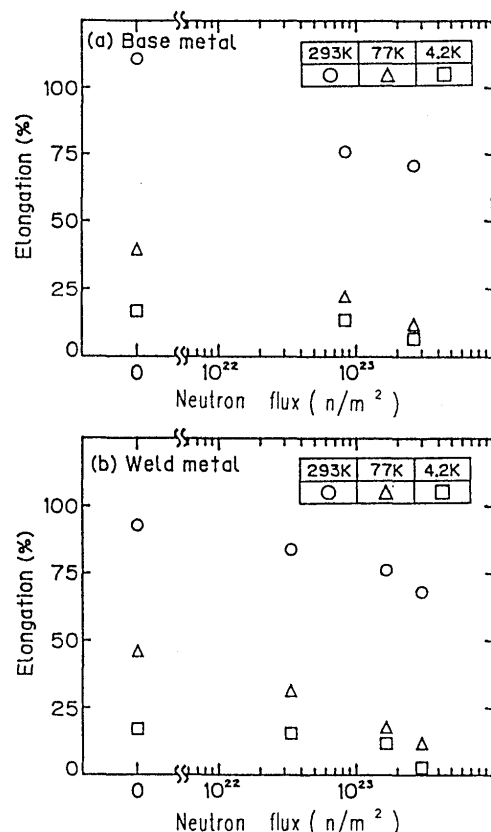 (a) Base metal
293K 77K 4.2K
100
75
50
25
0
Elongation (%)
0 10²² 10²³
Neutron flux ( n/m² )
(b) Weld metal
293K 77K 4.2K
100
75
50
25
0
Elongation (%)
0 10²² 10²³
Neutron flux ( n/m² )